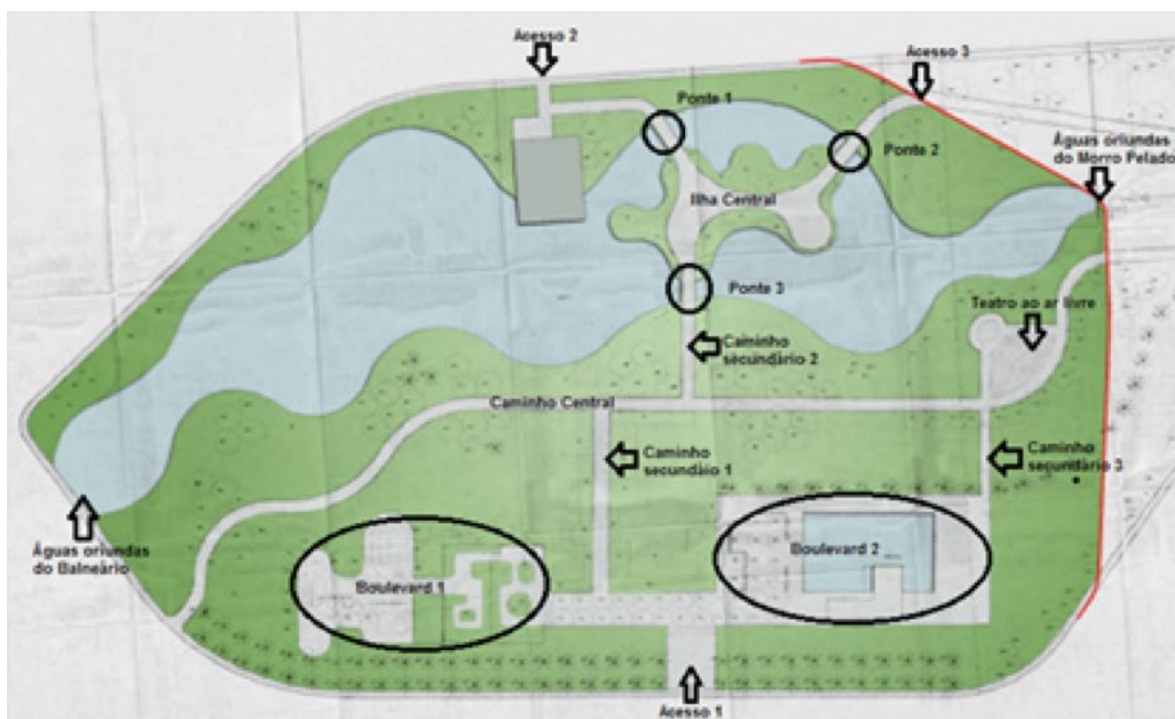 Acesso 2
Acesso 3
Ponte 1
Águas oriundas
do Morro Pelado
Ponte 2
Ilha Central
Ponte 3
Teatro ao ar livre
Caminho
secundário 2
Caminho Central
Caminho
secundáio 1
Caminho
secundário 3
Águas oriundas
do Balneário
Boulevard 1
Boulevard 2
Acesso 1